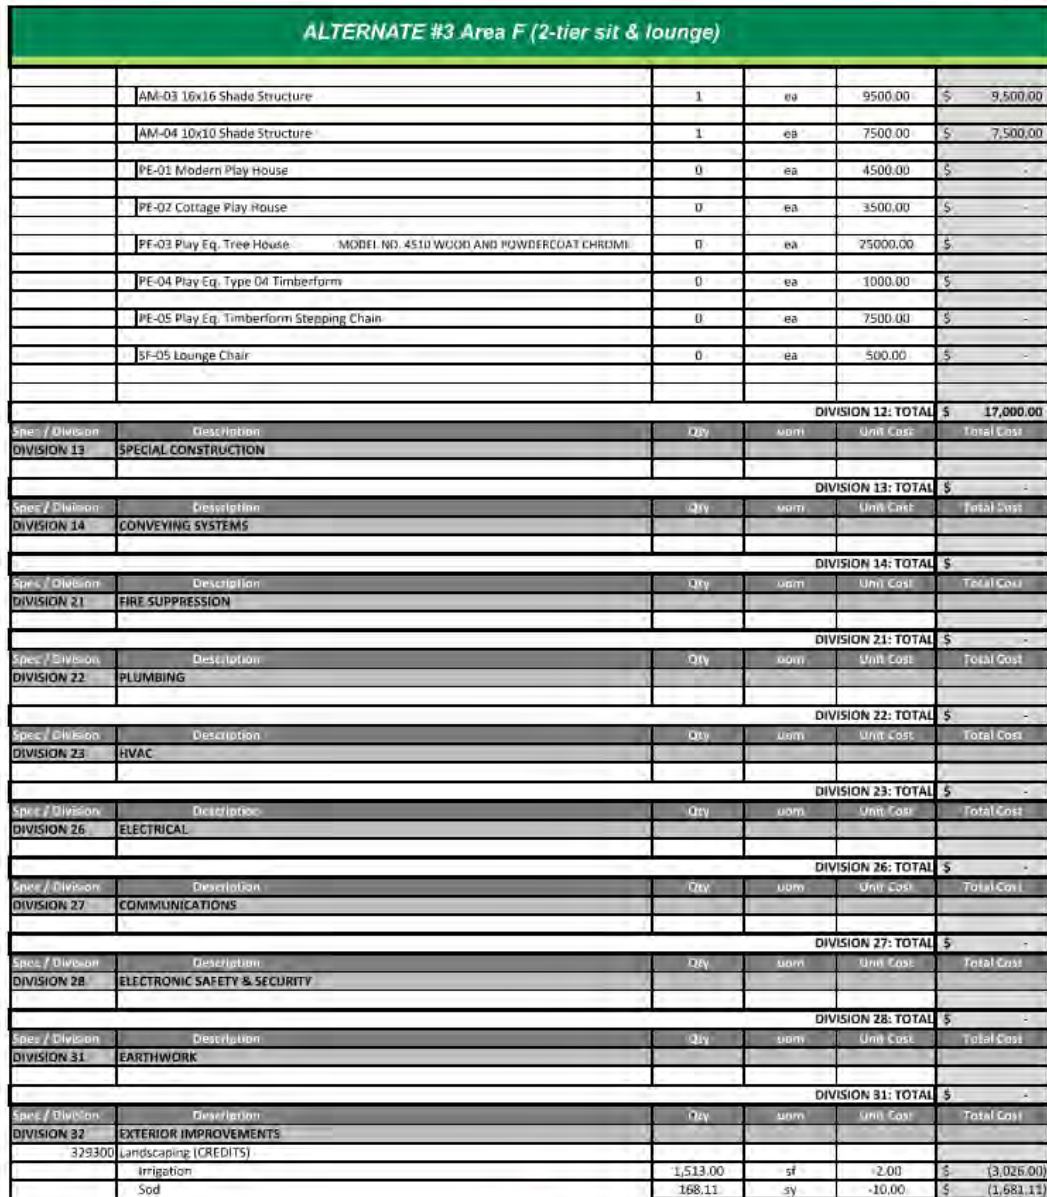 ALTERNATE #3 Area F (2-tier sit & lounge)
AM-03 16x16 Shade Structure 1 ea 9500.00 $ 9,500.00
AM-04 10x10 Shade Structure 1 ea 7500.00 $ 7,500.00
PE-01 Modern Play House 0 ea 4500.00 $ -
PE-02 Cottage Play House 0 ea 3500.00 $ -
PE-03 Play Eq. Tree House MODEL NO. 4510 WOOD AND POWDERCOAT CHROME 0 ea 25000.00 $ -
PE-04 Play Eq. Type 04 Timberform 0 ea 1000.00 $ -
PE-05 Play Eq. Timberform Stepping Chain 0 ea 7500.00 $ -
SF-05 Lounge Chair 0 ea 500.00 $ -
DIVISION 12: TOTAL $ 17,000.00
Spec / Division Description Qty uom Unit Cost Total Cost
DIVISION 13 SPECIAL CONSTRUCTION
DIVISION 13: TOTAL $ -
Spec / Division Description Qty uom Unit Cost Total Cost
DIVISION 14 CONVEYING SYSTEMS
DIVISION 14: TOTAL $ -
Spec / Division Description Qty uom Unit Cost Total Cost
DIVISION 21 FIRE SUPPRESSION
DIVISION 21: TOTAL $ -
Spec / Division Description Qty uom Unit Cost Total Cost
DIVISION 22 PLUMBING
DIVISION 22: TOTAL $ -
Spec / Division Description Qty uom Unit Cost Total Cost
DIVISION 23 HVAC
DIVISION 23: TOTAL $ -
Spec / Division Description Qty uom Unit Cost Total Cost
DIVISION 26 ELECTRICAL
DIVISION 26: TOTAL $ -
Spec / Division Description Qty uom Unit Cost Total Cost
DIVISION 27 COMMUNICATIONS
DIVISION 27: TOTAL $ -
Spec / Division Description Qty uom Unit Cost Total Cost
DIVISION 28 ELECTRONIC SAFETY & SECURITY
DIVISION 28: TOTAL $ -
Spec / Division Description Qty uom Unit Cost Total Cost
DIVISION 31 EARTHWORK
DIVISION 31: TOTAL $ -
Spec / Division Description Qty uom Unit Cost Total Cost
DIVISION 32 EXTERIOR IMPROVEMENTS
329300 Landscaping (CREDITS)
Irrigation 1,513.00 sf -2.00 $ (3,026.00)
Sod 168.11 sy -10.00 $ (1,681.11)